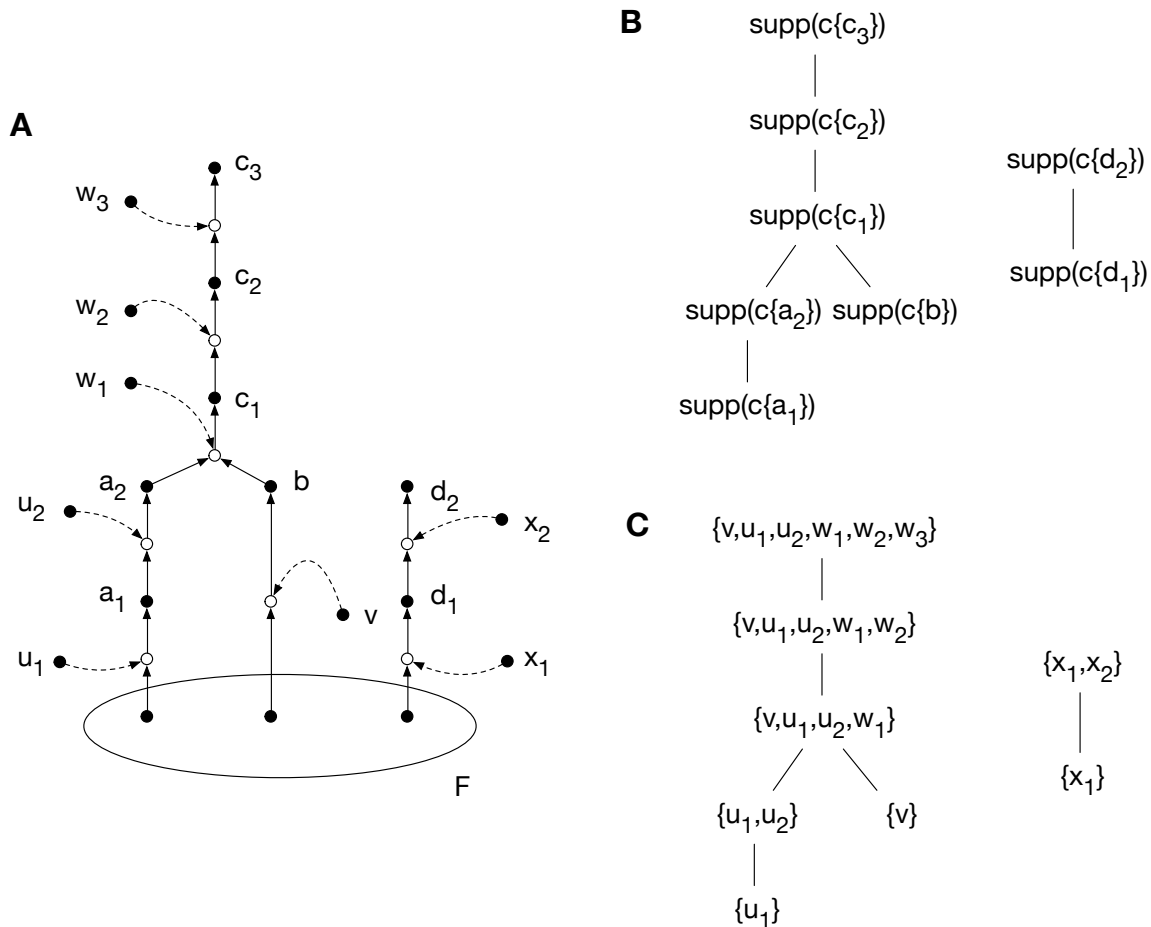 A
c₃
w₃
c₂
w₂
w₁
c₁
a₂
b
d₂
u₂
x₂
a₁
d₁
v
u₁
x₁
F
B
supp(c{c₃})
supp(c{c₂})
supp(c{d₂})
supp(c{c₁})
supp(c{d₁})
supp(c{a₂}) supp(c{b})
supp(c{a₁})
C
{v,u₁,u₂,w₁,w₂,w₃}
{v,u₁,u₂,w₁,w₂}
{x₁,x₂}
{v,u₁,u₂,w₁}
{x₁}
{u₁,u₂} {v}
{u₁}